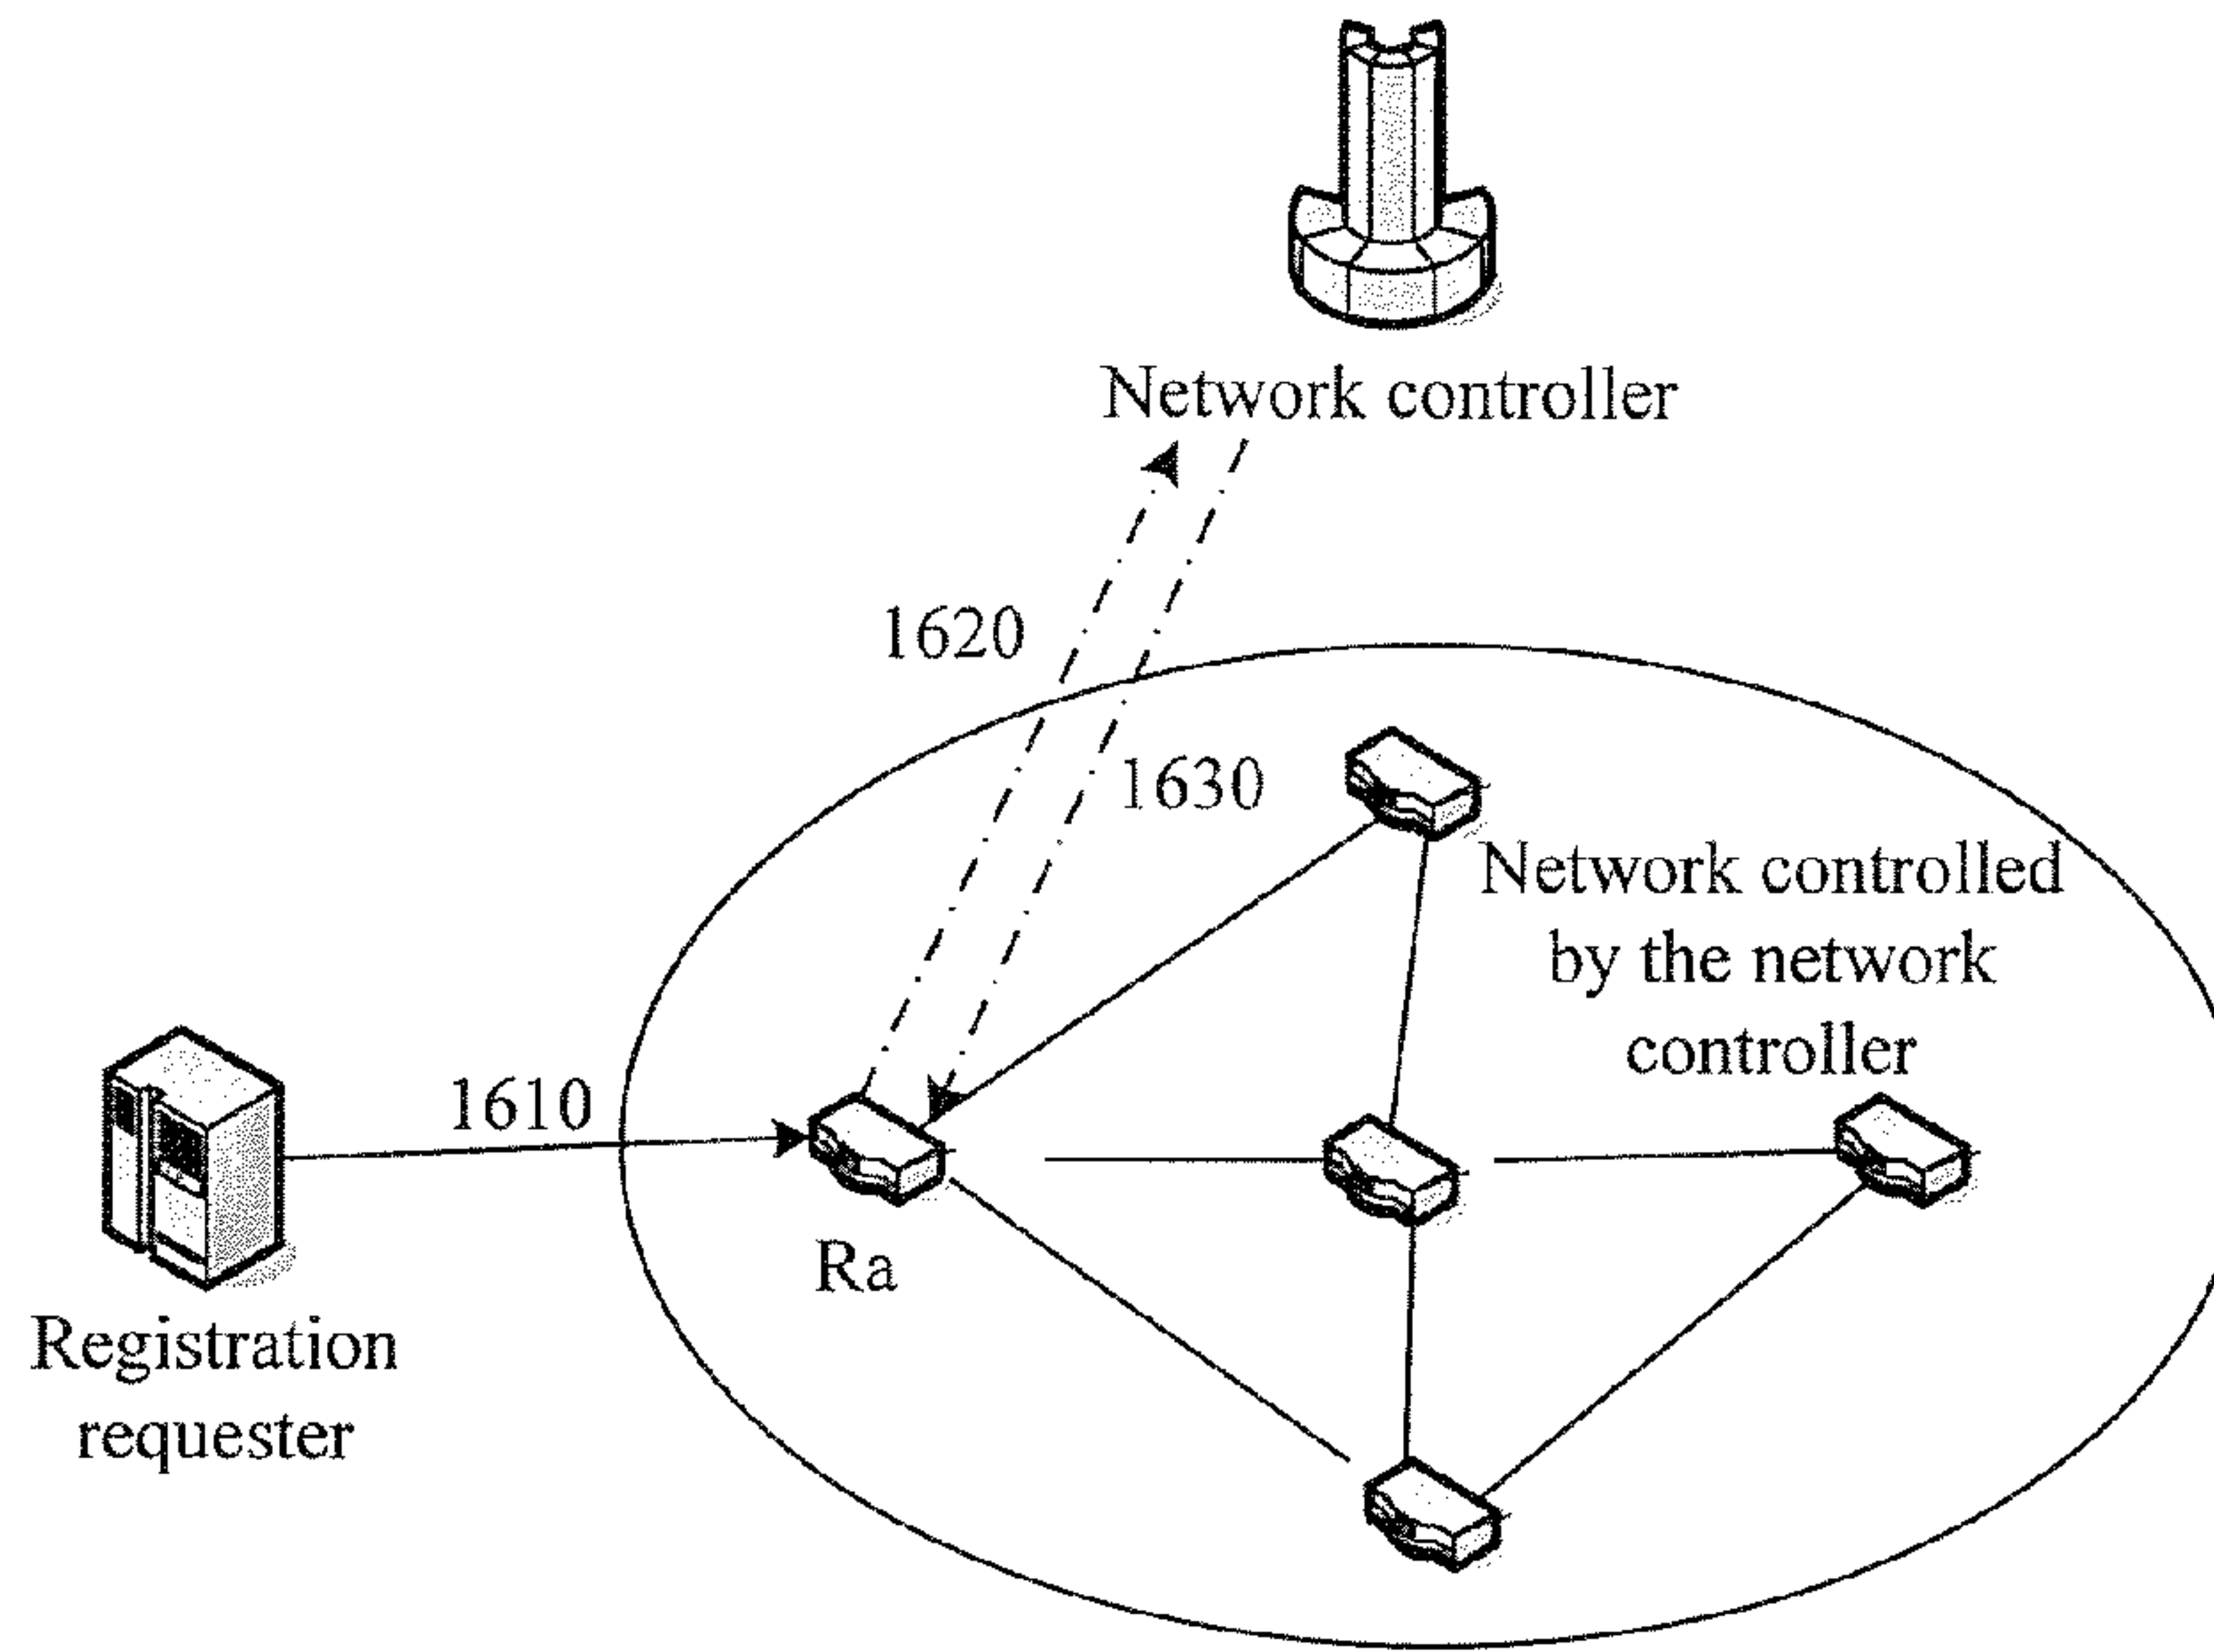 Network controller
1620
1630
Network controlled
by the network
controller
1610
Ra
Registration
requester